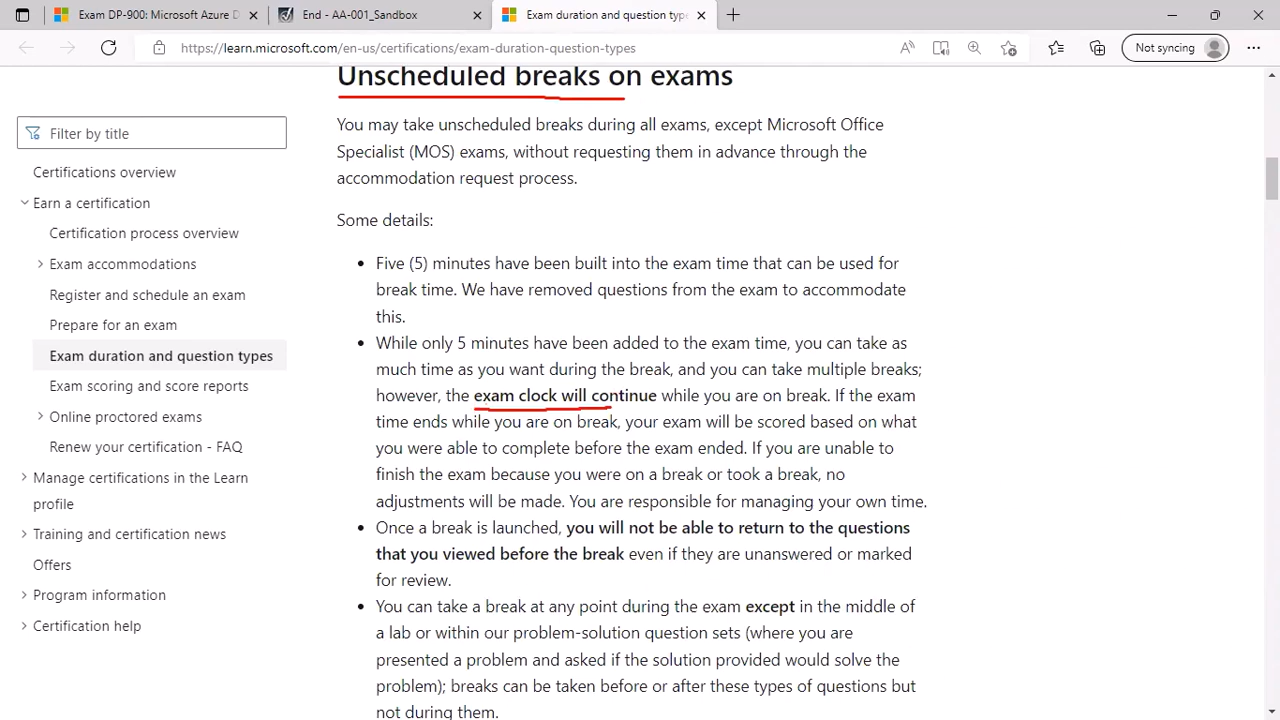 Exam DP-900: Microsoft Azure D
End - AA-001_Sandbox
Exam duration and question type
https://learn.microsoft.com/en-us/certifications/exam-duration-question-types
Not syncing
Filter by title
Certifications overview
Earn a certification
Certification process overview
Exam accommodations
Register and schedule an exam
Prepare for an exam
Exam duration and question types
Exam scoring and score reports
Online proctored exams
Renew your certification - FAQ
Manage certifications in the Learn
profile
Training and certification news
Offers
Program information
Certification help
Unscheduled breaks on exams
You may take unscheduled breaks during all exams, except Microsoft Office
Specialist (MOS) exams, without requesting them in advance through the
accommodation request process.
Some details:
• Five (5) minutes have been built into the exam time that can be used for
break time. We have removed questions from the exam to accommodate
this.
• While only 5 minutes have been added to the exam time, you can take as
much time as you want during the break, and you can take multiple breaks;
however, the exam clock will continue while you are on break. If the exam
time ends while you are on break, your exam will be scored based on what
you were able to complete before the exam ended. If you are unable to
finish the exam because you were on a break or took a break, no
adjustments will be made. You are responsible for managing your own time.
• Once a break is launched, you will not be able to return to the questions
that you viewed before the break even if they are unanswered or marked
for review.
• You can take a break at any point during the exam except in the middle of
a lab or within our problem-solution question sets (where you are
presented a problem and asked if the solution provided would solve the
problem); breaks can be taken before or after these types of questions but
not during them.